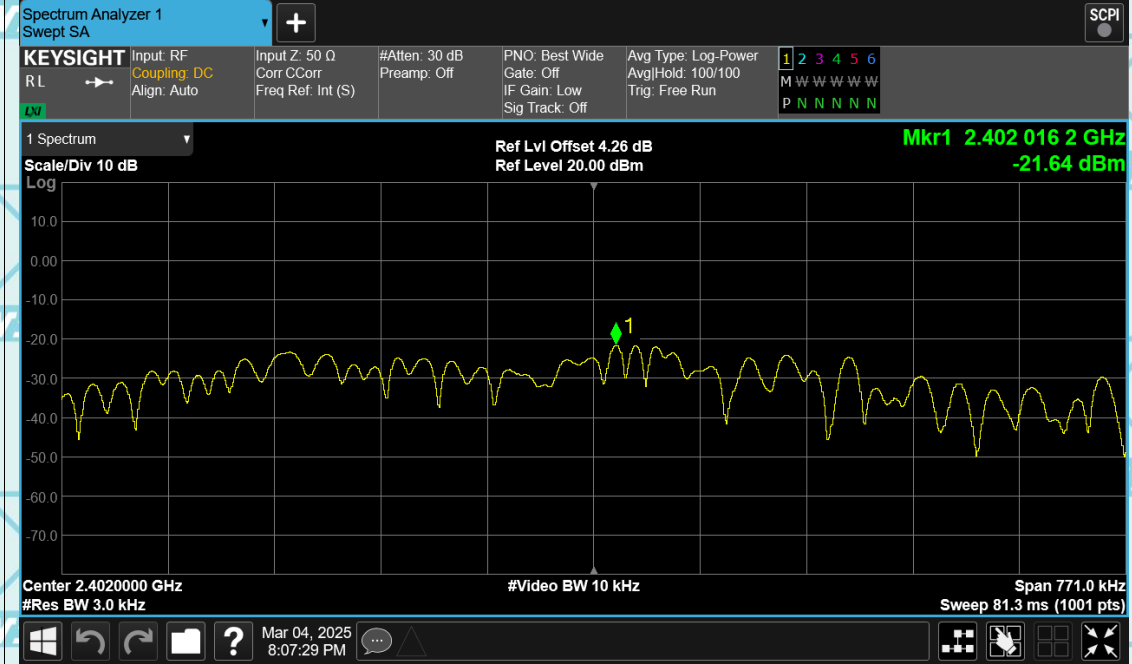 Spectrum Analyzer 1
Swept SA
+
SCPI
KEYSIGHT
R L
LXI
Input: RF
Coupling: DC
Align: Auto
Input Z: 50 Ω
Corr CCorr
Freq Ref: Int (S)
#Atten: 30 dB
Preamp: Off
PNO: Best Wide
Gate: Off
IF Gain: Low
Sig Track: Off
Avg Type: Log-Power
Avg|Hold: 100/100
Trig: Free Run
1 2 3 4 5 6
M W W W W W W
P N N N N N N
1 Spectrum
Scale/Div 10 dB
Ref Lvl Offset 4.26 dB
Ref Level 20.00 dBm
Mkr1 2.402 016 2 GHz
-21.64 dBm
Log
10.0
0.00
-10.0
-20.0
-30.0
-40.0
-50.0
-60.0
-70.0
1
Center 2.4020000 GHz
#Res BW 3.0 kHz
#Video BW 10 kHz
Span 771.0 kHz
Sweep 81.3 ms (1001 pts)
?
Mar 04, 2025
8:07:29 PM